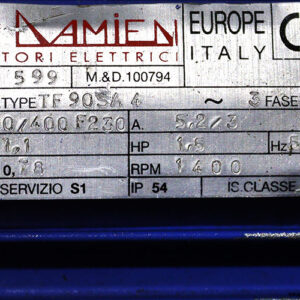 DAMIEN
TORI ELETTRICI
EUROPE
ITALY
599 M.&D.100794
TYPE TF 90SA 4 ~ 3 FASE
0/400 F230 A. 5.2/3
1,1 HP 1.5 Hz
0,78 RPM 1400
SERVIZIO S1 IP 54 IS.CLASSE